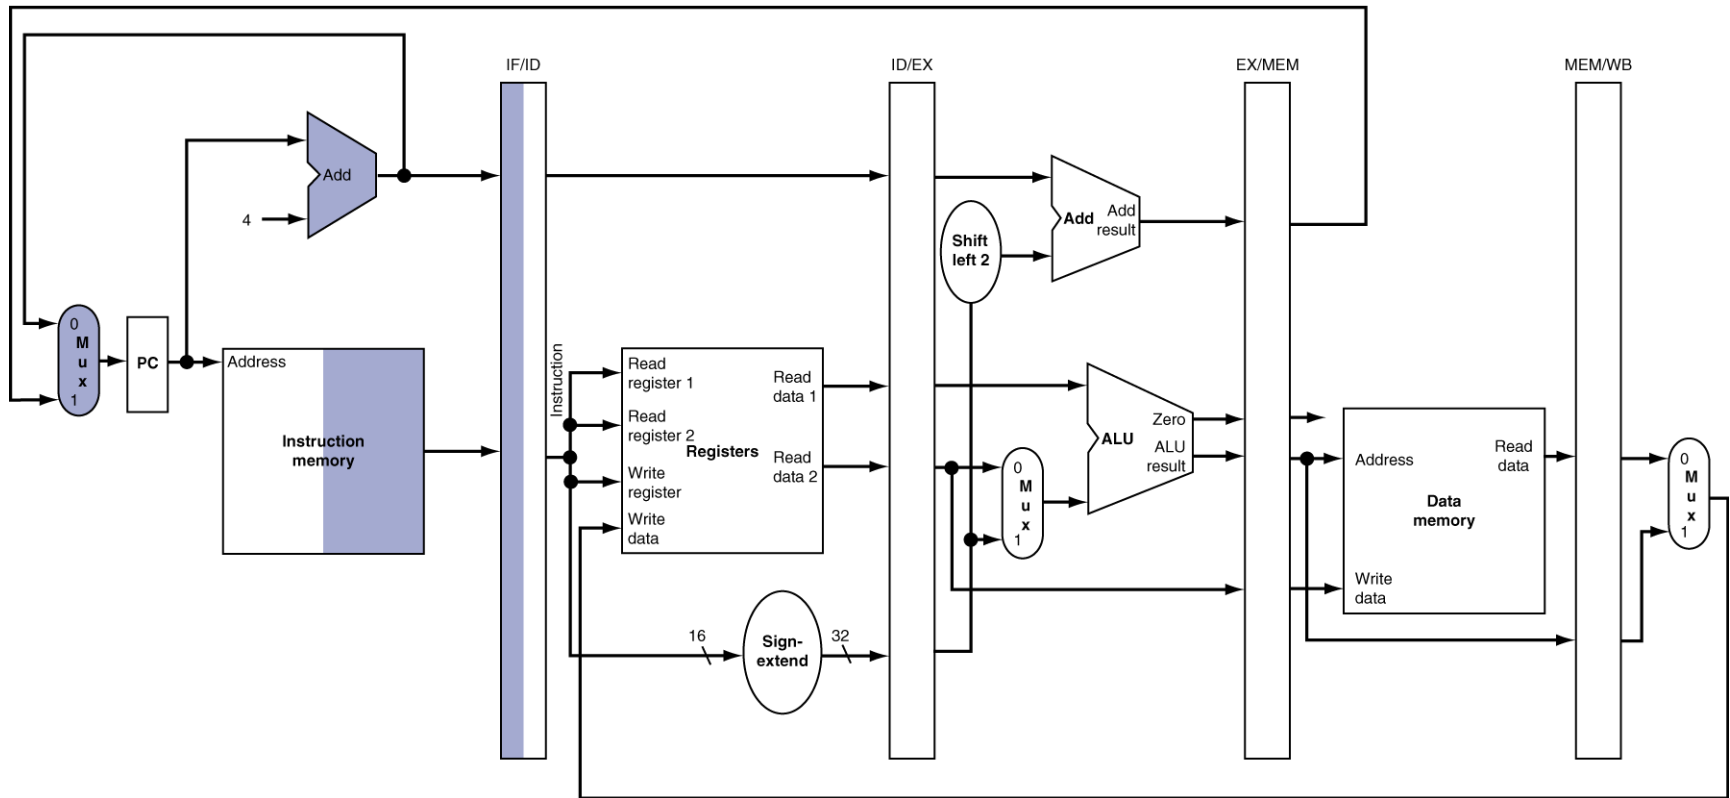 IF/ID
ID/EX
EX/MEM
MEM/WB
Add
4
Add
Add
result
Shift
left 2
0
M
u
x
1
PC
Address
Instruction
memory
Instruction
Read
register 1
Read
register 2
Write
register
Write
data
Registers
Read
data 1
Read
data 2
16
Sign-
extend
32
0
M
u
x
1
Zero
ALU
ALU
result
Address
Read
data
Data
memory
Write
data
0
M
u
x
1